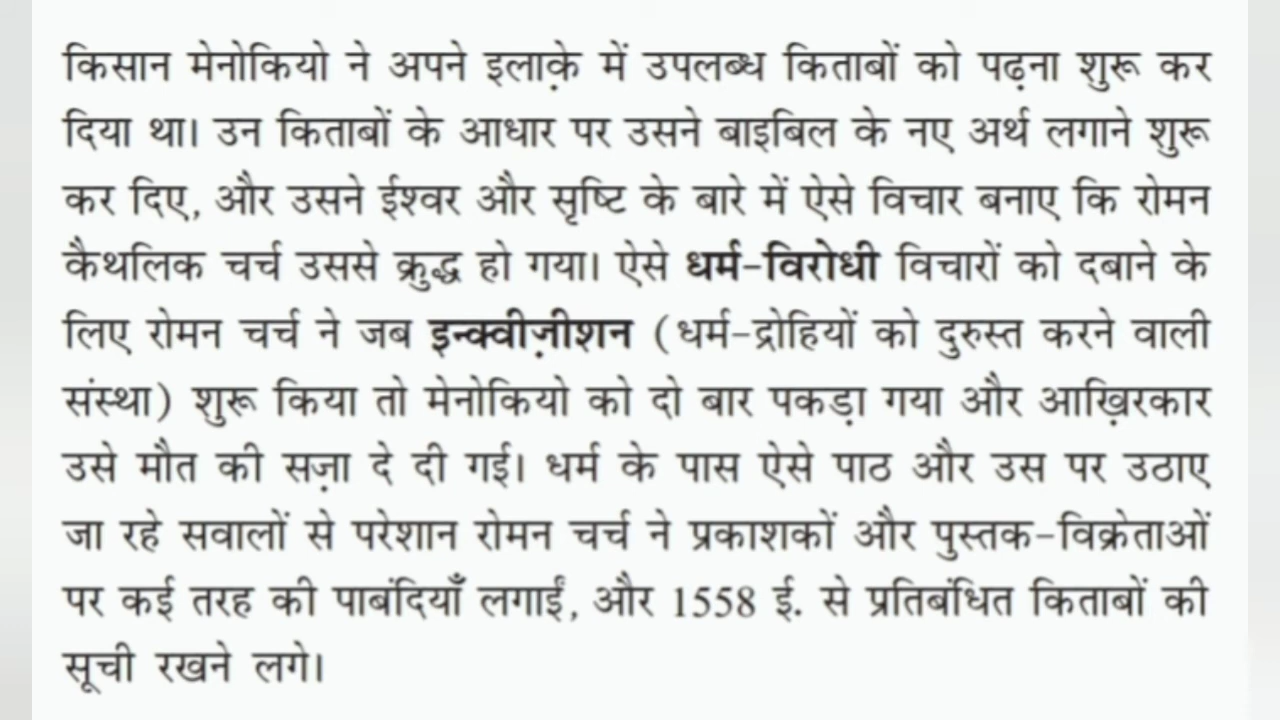 किसान मेनोकियो ने अपने इलाक़े में उपलब्ध किताबों को पढ़ना शुरू कर
दिया था। उन किताबों के आधार पर उसने बाइबिल के नए अर्थ लगाने शुरू
कर दिए, और उसने ईश्वर और सृष्टि के बारे में ऐसे विचार बनाए कि रोमन
कैथलिक चर्च उससे क्रुद्ध हो गया। ऐसे धर्म-विरोधी विचारों को दबाने के
लिए रोमन चर्च ने जब इन्क्वीज़ीशन (धर्म-द्रोहियों को दुरुस्त करने वाली
संस्था) शुरू किया तो मेनोकियो को दो बार पकड़ा गया और आख़िरकार
उसे मौत की सज़ा दे दी गई। धर्म के पास ऐसे पाठ और उस पर उठाए
जा रहे सवालों से परेशान रोमन चर्च ने प्रकाशकों और पुस्तक-विक्रेताओं
पर कई तरह की पाबंदियाँ लगाईं, और 1558 ई. से प्रतिबंधित किताबों की
सूची रखने लगे।